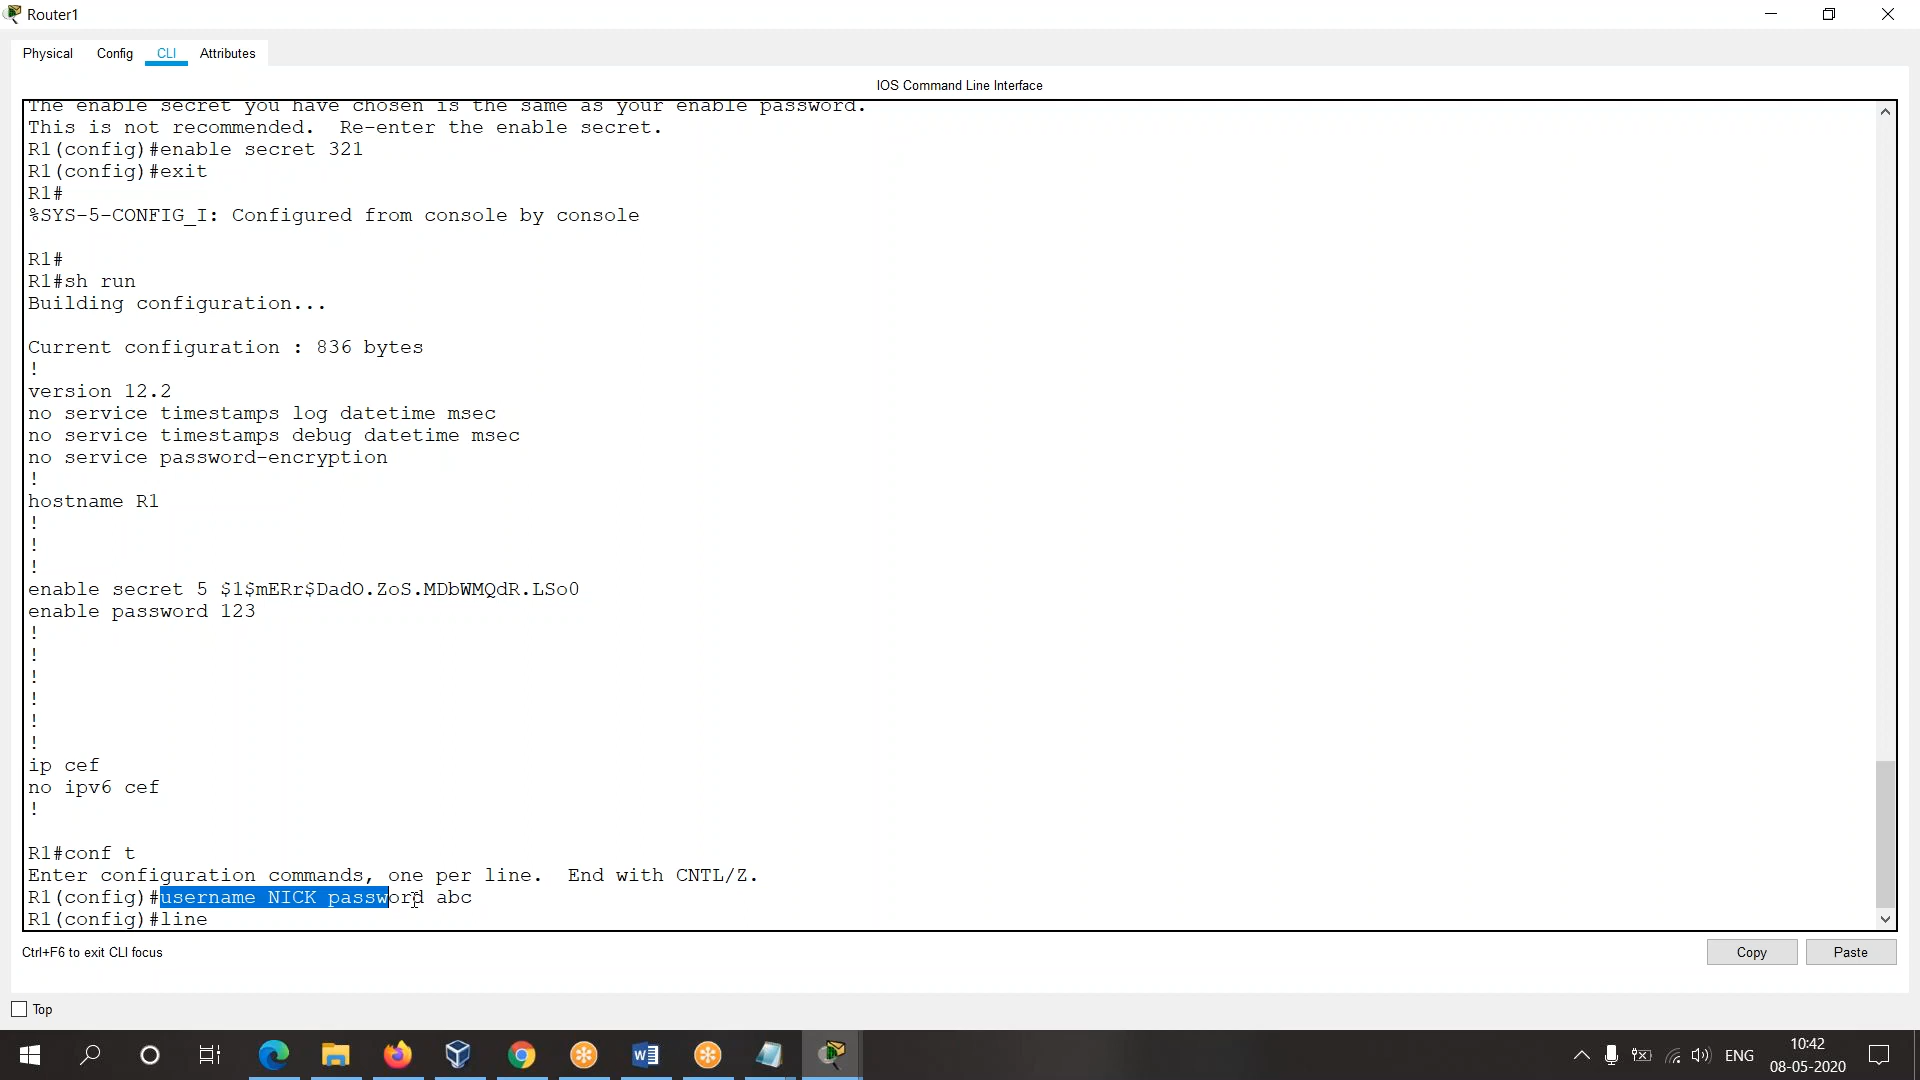 Router1
Physical Config CLI Attributes
IOS Command Line Interface
The enable secret you have chosen is the same as your enable password.
This is not recommended.  Re-enter the enable secret.
R1(config)#enable secret 321
R1(config)#exit
R1#
%SYS-5-CONFIG_I: Configured from console by console
R1#
R1#sh run
Building configuration...
Current configuration : 836 bytes
!
version 12.2
no service timestamps log datetime msec
no service timestamps debug datetime msec
no service password-encryption
!
hostname R1
!
!
!
enable secret 5 $1$mERr$DadO.ZoS.MDbWMQdR.LSo0
enable password 123
!
!
!
!
!
!
ip cef
no ipv6 cef
!
R1#conf t
Enter configuration commands, one per line.  End with CNTL/Z.
R1(config)#username NICK password abc
R1(config)#line
Ctrl+F6 to exit CLI focus
Copy Paste
Top
ENG
10:42
08-05-2020